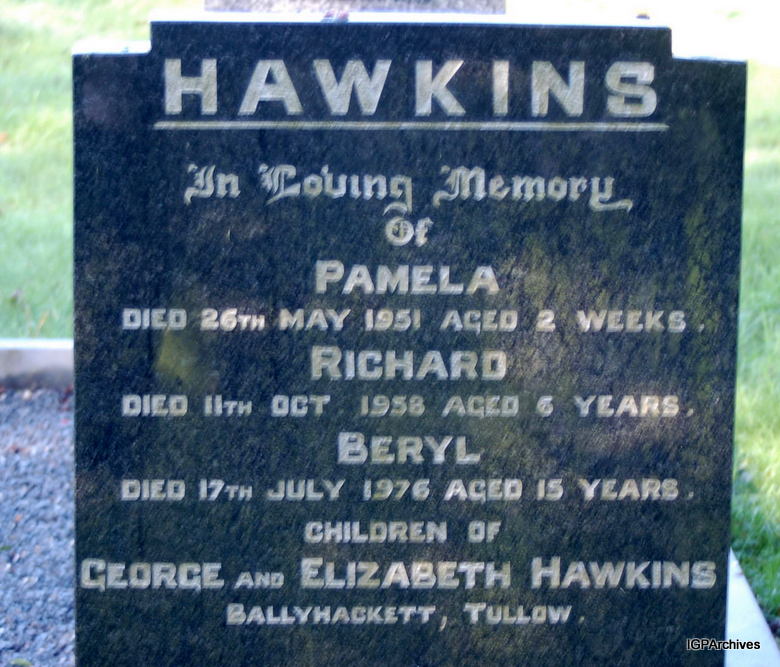 HAWKINS
In Loving Memory
Of
PAMELA
DIED 26TH MAY 1951 AGED 2 WEEKS.
RICHARD
DIED 11TH OCT 1958 AGED 6 YEARS.
BERYL
DIED 17TH JULY 1976 AGED 15 YEARS.
CHILDREN OF
GEORGE AND ELIZABETH HAWKINS
BALLYHACKETT, TULLOW.
IGPArchives